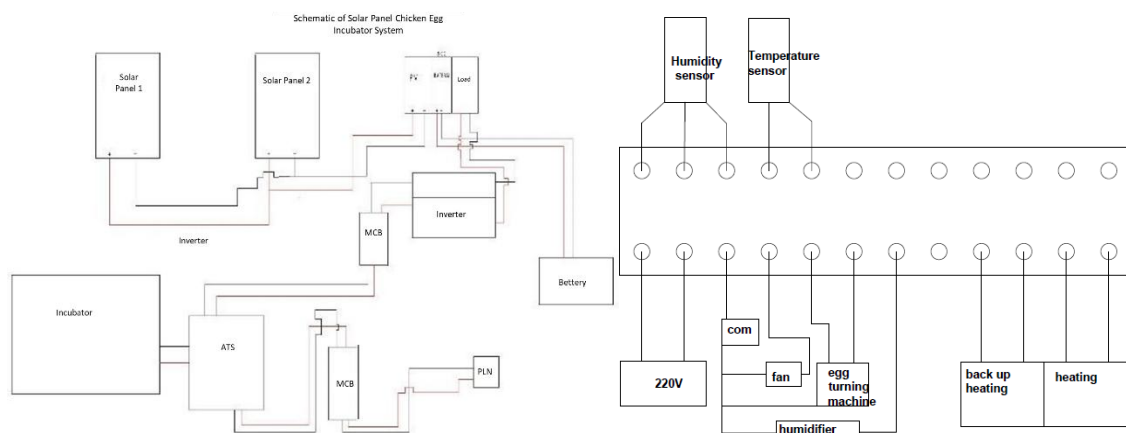 Schematic of Solar Panel Chicken Egg
Incubator System
Solar
Panel 1
Solar Panel 2
Load
Inverter
MCB
Inverter
Bettery
Incubator
ATS
MCB
PLN
Humidity
sensor
Temperature
sensor
220V
com
fan
egg
turning
machine
humidifier
back up
heating
heating